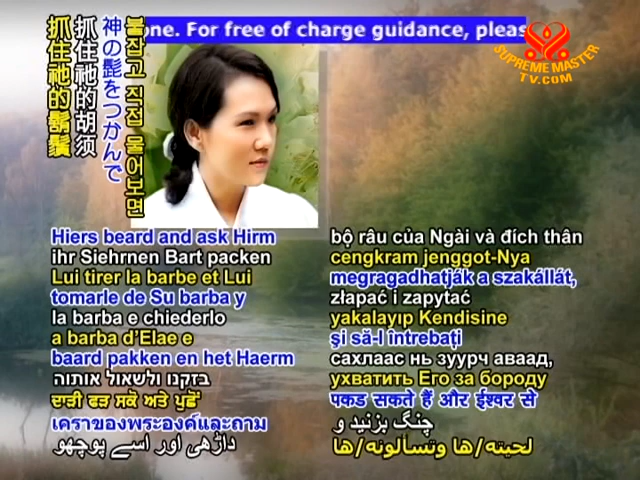 one. For free of charge guidance, pleas
SUPREME MASTER
TV.COM
抓住祂的鬍鬚
抓住祂的胡须
神の髭をつかんで
붙잡고 직접 물어보면
Hiers beard and ask Hirm
ihr Siehrnen Bart packen
Lui tirer la barbe et Lui
tomarle de Su barba y
la barba e chiederlo
a barba d'Elae e
baard pakken en het Haerm
בזקנו ולשאול אותוה
ਦਾੜੀ ਫੜ ਸਕੋ ਅਤੇ ਪੁਛੋਂ
เคราของพระองค์และถาม
داڑھی اور اسے پوچھو
bộ râu của Ngài và đích thân
cengkram jenggot-Nya
megragadhatják a szakállát,
złapać i zapytać
yakalayıp Kendisine
şi să-I întrebaţi
сахлаас нь зуурч аваад,
ухватить Его за бороду
पकड सकते हैं और ईश्वर से
چنگ بزنید و
لحيته/ها وتسألونه/ها